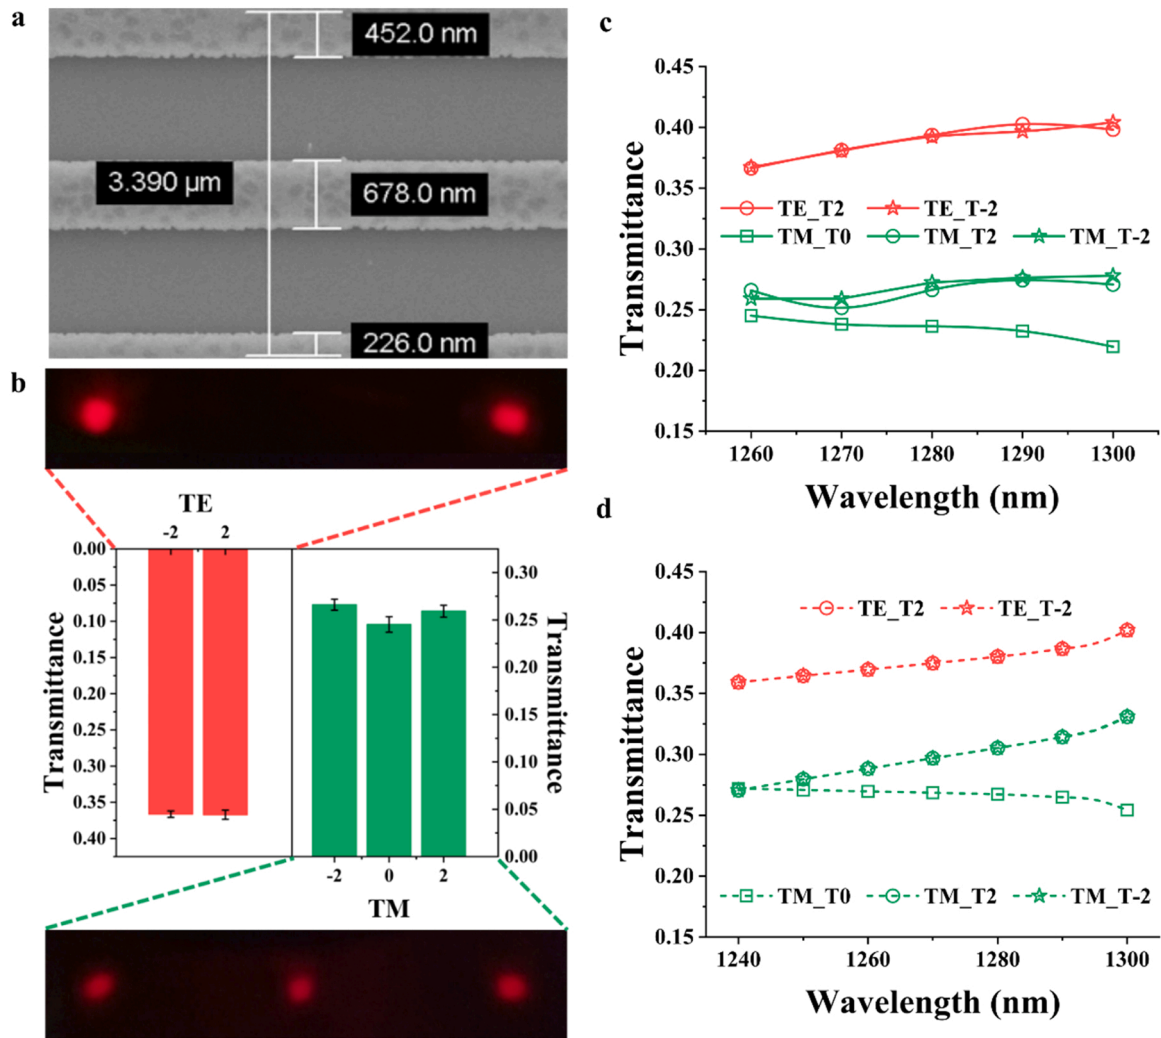 a
452.0 nm
3.390 µm
678.0 nm
226.0 nm
b
TE
-2 2
0.00
0.05
0.10
0.15
0.20
0.25
0.30
0.35
0.40
Transmittance
0.30
0.25
0.20
0.15
0.10
0.05
0.00
Transmittance
-2 0 2
TM
c
0.45
0.40
0.35
0.30
0.25
0.20
0.15
Transmittance
TE_T2 TE_T-2
TM_T0 TM_T2 TM_T-2
1260 1270 1280 1290 1300
Wavelength (nm)
d
0.45
0.40
0.35
0.30
0.25
0.20
0.15
Transmittance
TE_T2 TE_T-2
TM_T0 TM_T2 TM_T-2
1240 1260 1280 1300
Wavelength (nm)